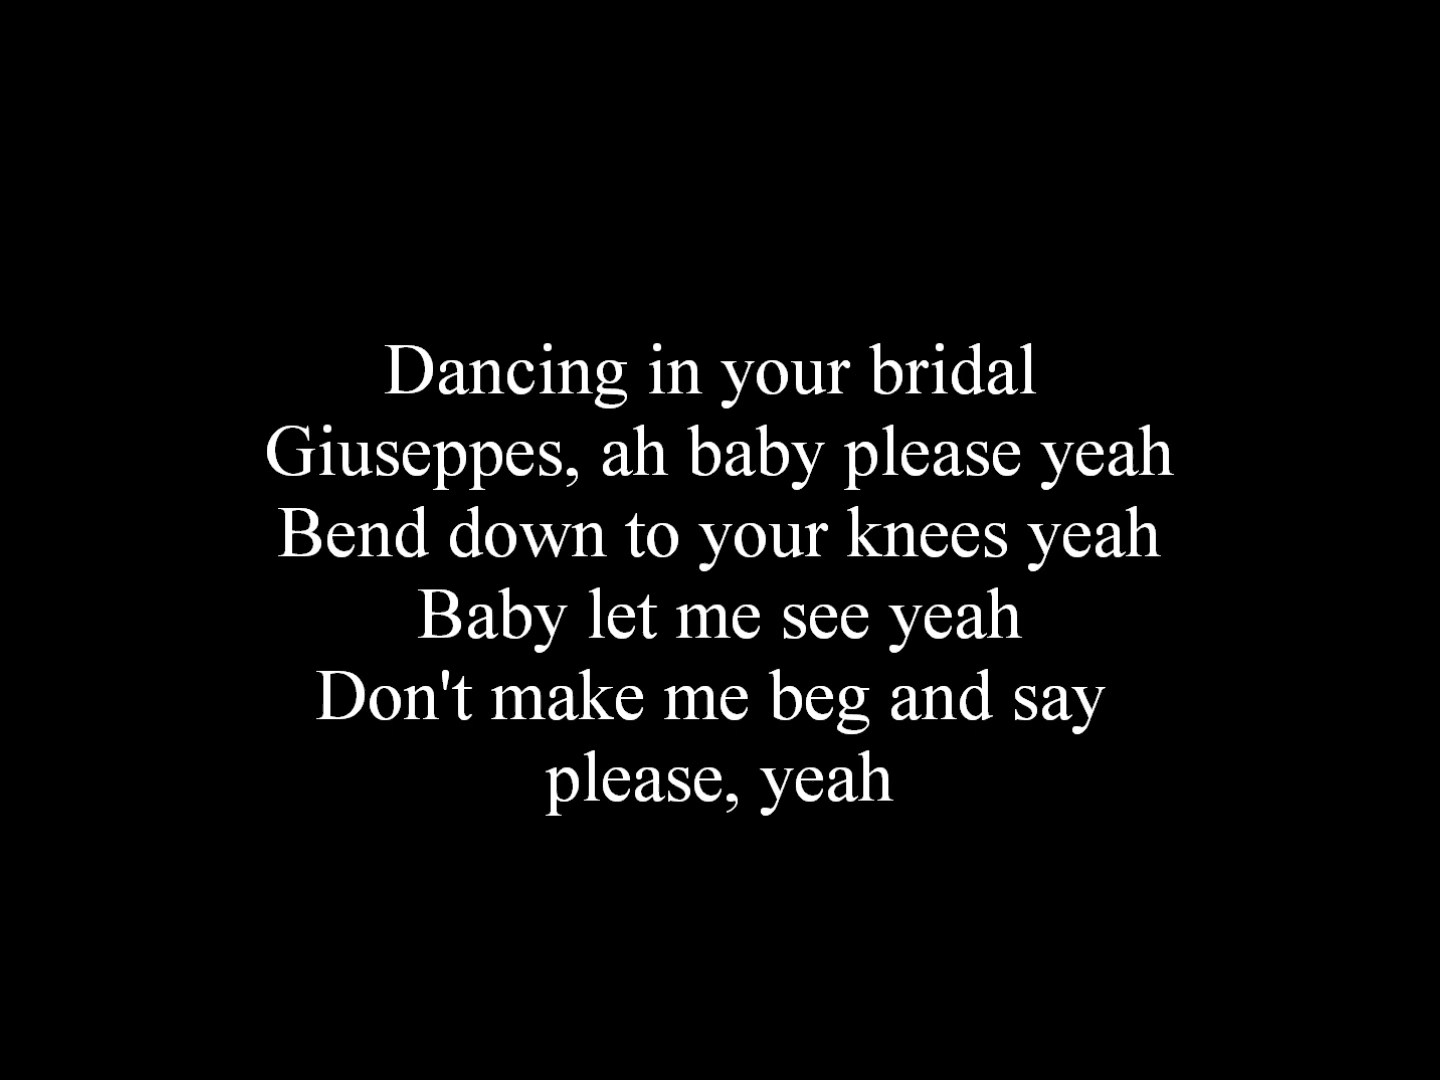 Dancing in your bridal
Giuseppes, ah baby please yeah
Bend down to your knees yeah
Baby let me see yeah
Don't make me beg and say
please, yeah